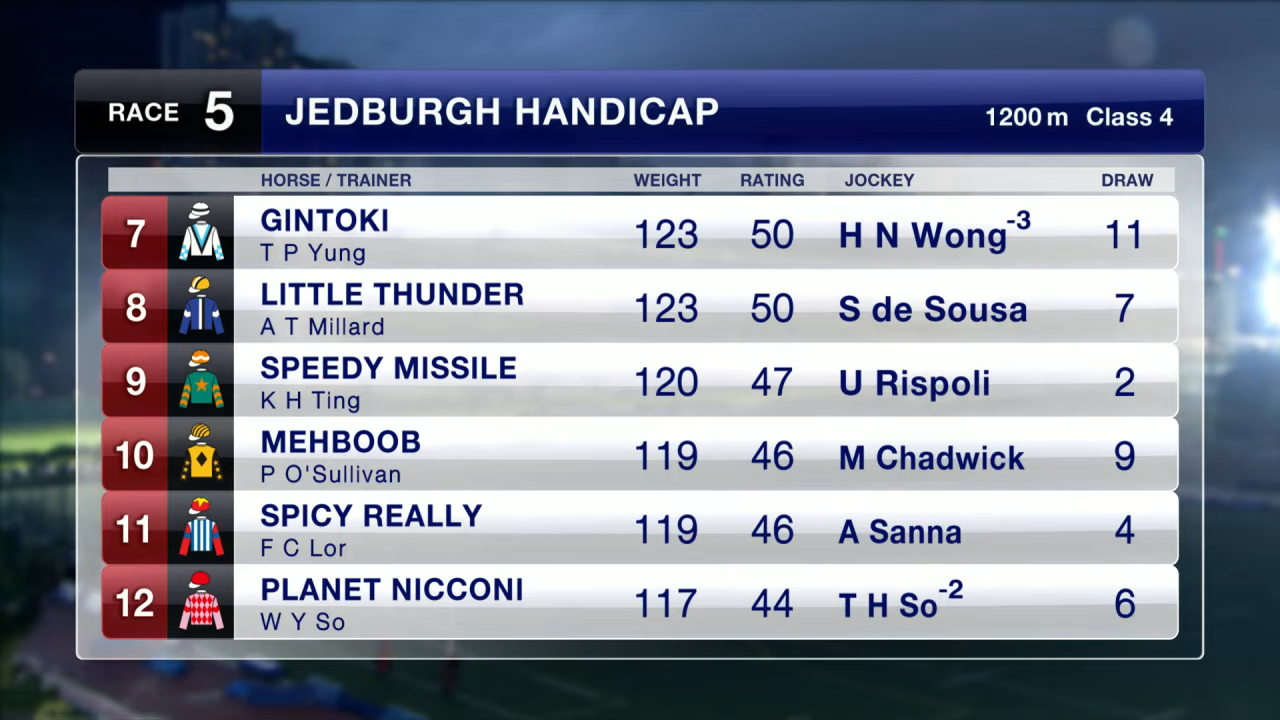 RACE 5 JEDBURGH HANDICAP 1200 m Class 4
HORSE / TRAINER WEIGHT RATING JOCKEY DRAW
7 GINTOKI 123 50 H N Wong-3 11
T P Yung
8 LITTLE THUNDER 123 50 S de Sousa 7
A T Millard
9 SPEEDY MISSILE 120 47 U Rispoli 2
K H Ting
10 MEHBOOB 119 46 M Chadwick 9
P O'Sullivan
11 SPICY REALLY 119 46 A Sanna 4
F C Lor
12 PLANET NICCONI 117 44 T H So-2 6
W Y So